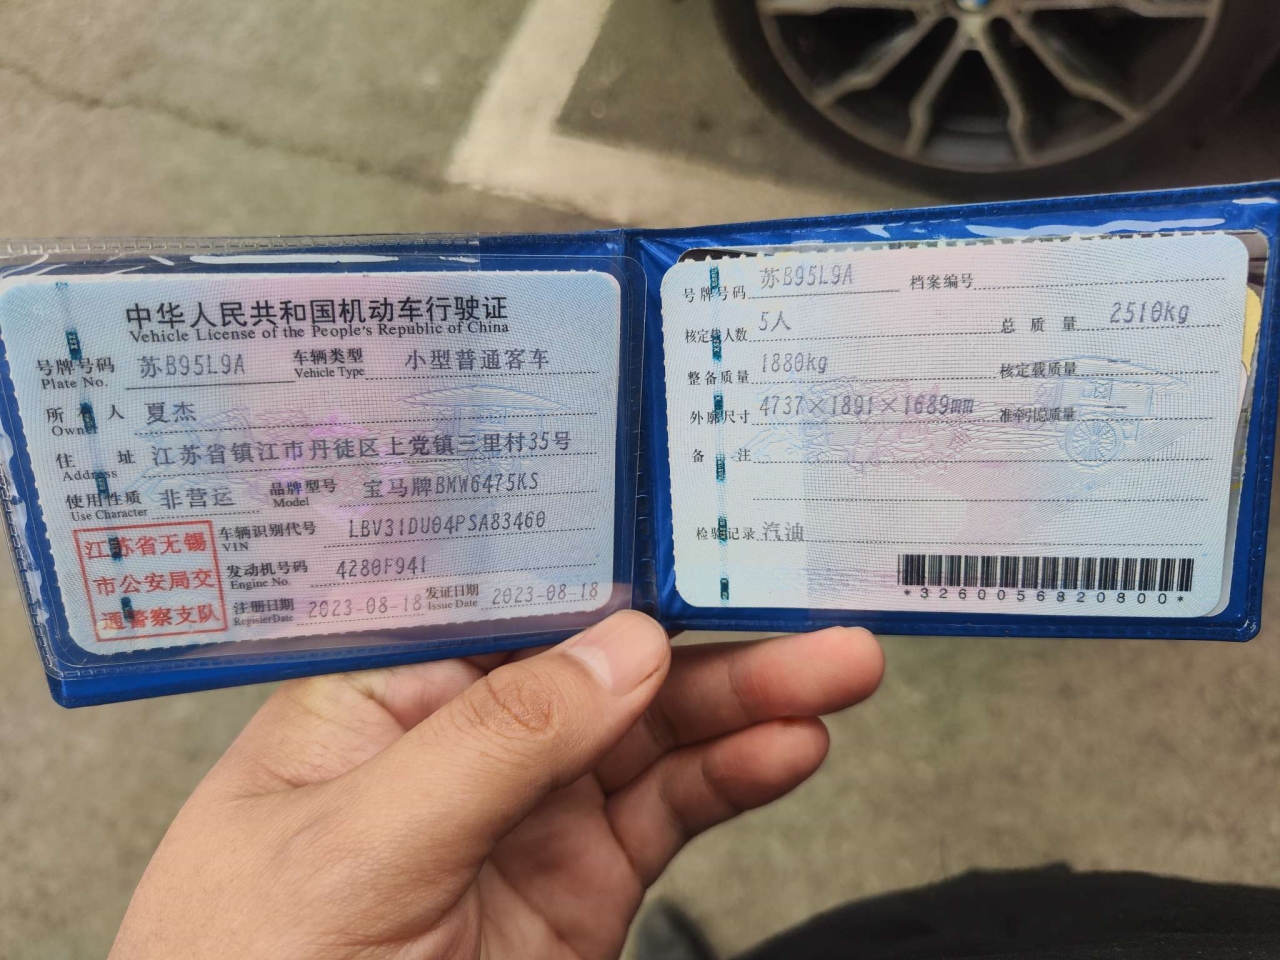 中华人民共和国机动车行驶证
Vehicle License of the People's Republic of China
号牌号码 苏B95L9A 车辆类型 小型普通客车
Plate No. Vehicle Type
所有人 夏杰
Owner
住址 江苏省镇江市丹徒区上党镇三里村35号
Address
使用性质 非营运 品牌型号 宝马牌BMW6475KS
Use Character Model
江苏省无锡
市公安局交
通警察支队
车辆识别代号 LBV31DU04PSA83460
VIN
发动机号码 4280F941
Engine No.
注册日期 2023-08-18 发证日期 2023-08-18
Register Date Issue Date
号牌号码 苏B95L9A 档案编号
核定载人数 5人 总质量 2510kg
整备质量 1880kg 核定载质量
外廓尺寸 4737×1891×1689mm 准牵引总质量
备注
检验记录 汽油
*3260056820800*